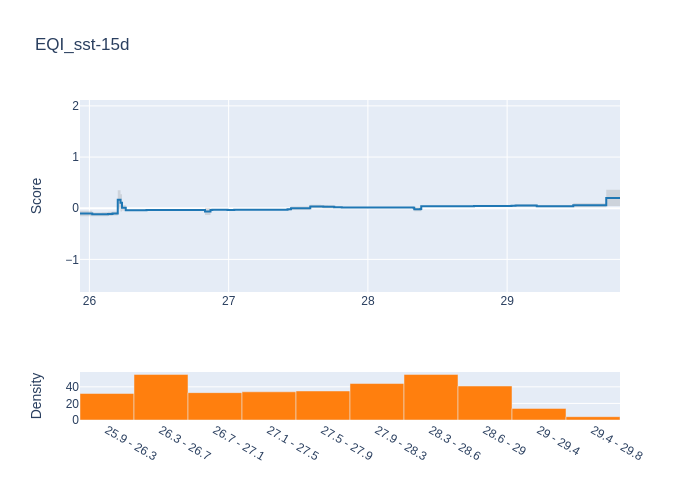 EQI_sst-15d
Score
2
1
0
−1
26
27
28
29
Density
40
20
0
25.9 - 26.3
26.3 - 26.7
26.7 - 27.1
27.1 - 27.5
27.5 - 27.9
27.9 - 28.3
28.3 - 28.6
28.6 - 29
29 - 29.4
29.4 - 29.8